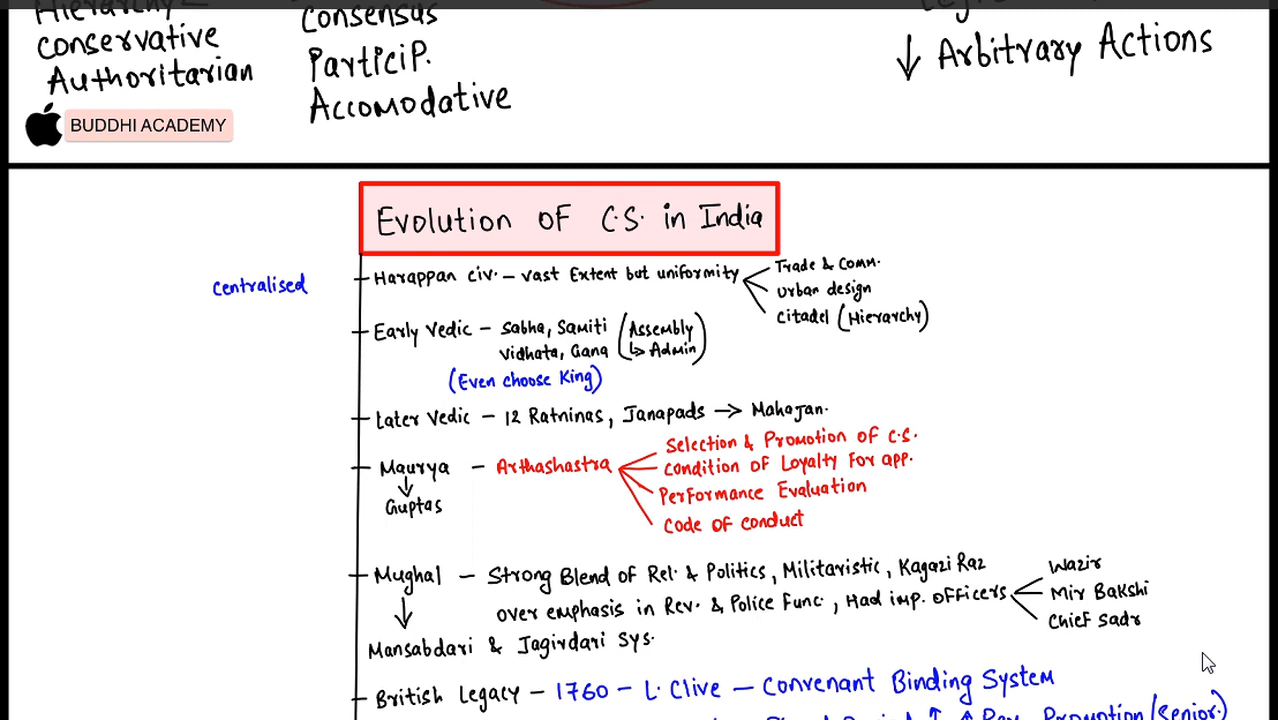 Hierarchy
Conservative
Authoritarian
Consensus
Particip.
Accomodative
↓ Arbitrary Actions
BUDDHI ACADEMY
Evolution of C.S. in India
Centralised
Harappan civ. – vast Extent but uniformity
Trade & Comm.
Urban design
Citadel (Hierarchy)
Early Vedic – Sabha, Samiti (Assembly
Vidhata, Gana ↳ Admin)
(Even choose King)
Later Vedic – 12 Ratninas, Janapads → Mahajan.
Maurya – Arthashastra
↓
Guptas
Selection & Promotion of C.S.
Condition of Loyalty for app.
Performance Evaluation
Code of conduct
Mughal – Strong Blend of Rel. & Politics, Militaristic, Kagazi Raz
over emphasis in Rev. & Police Func., Had imp. officers
↓
Wazir
Mir Bakshi
Chief Sadr
Mansabdari & Jagirdari Sys.
British Legacy – 1760 – L. Clive – Convenant Binding System
Promotion (Senior.)